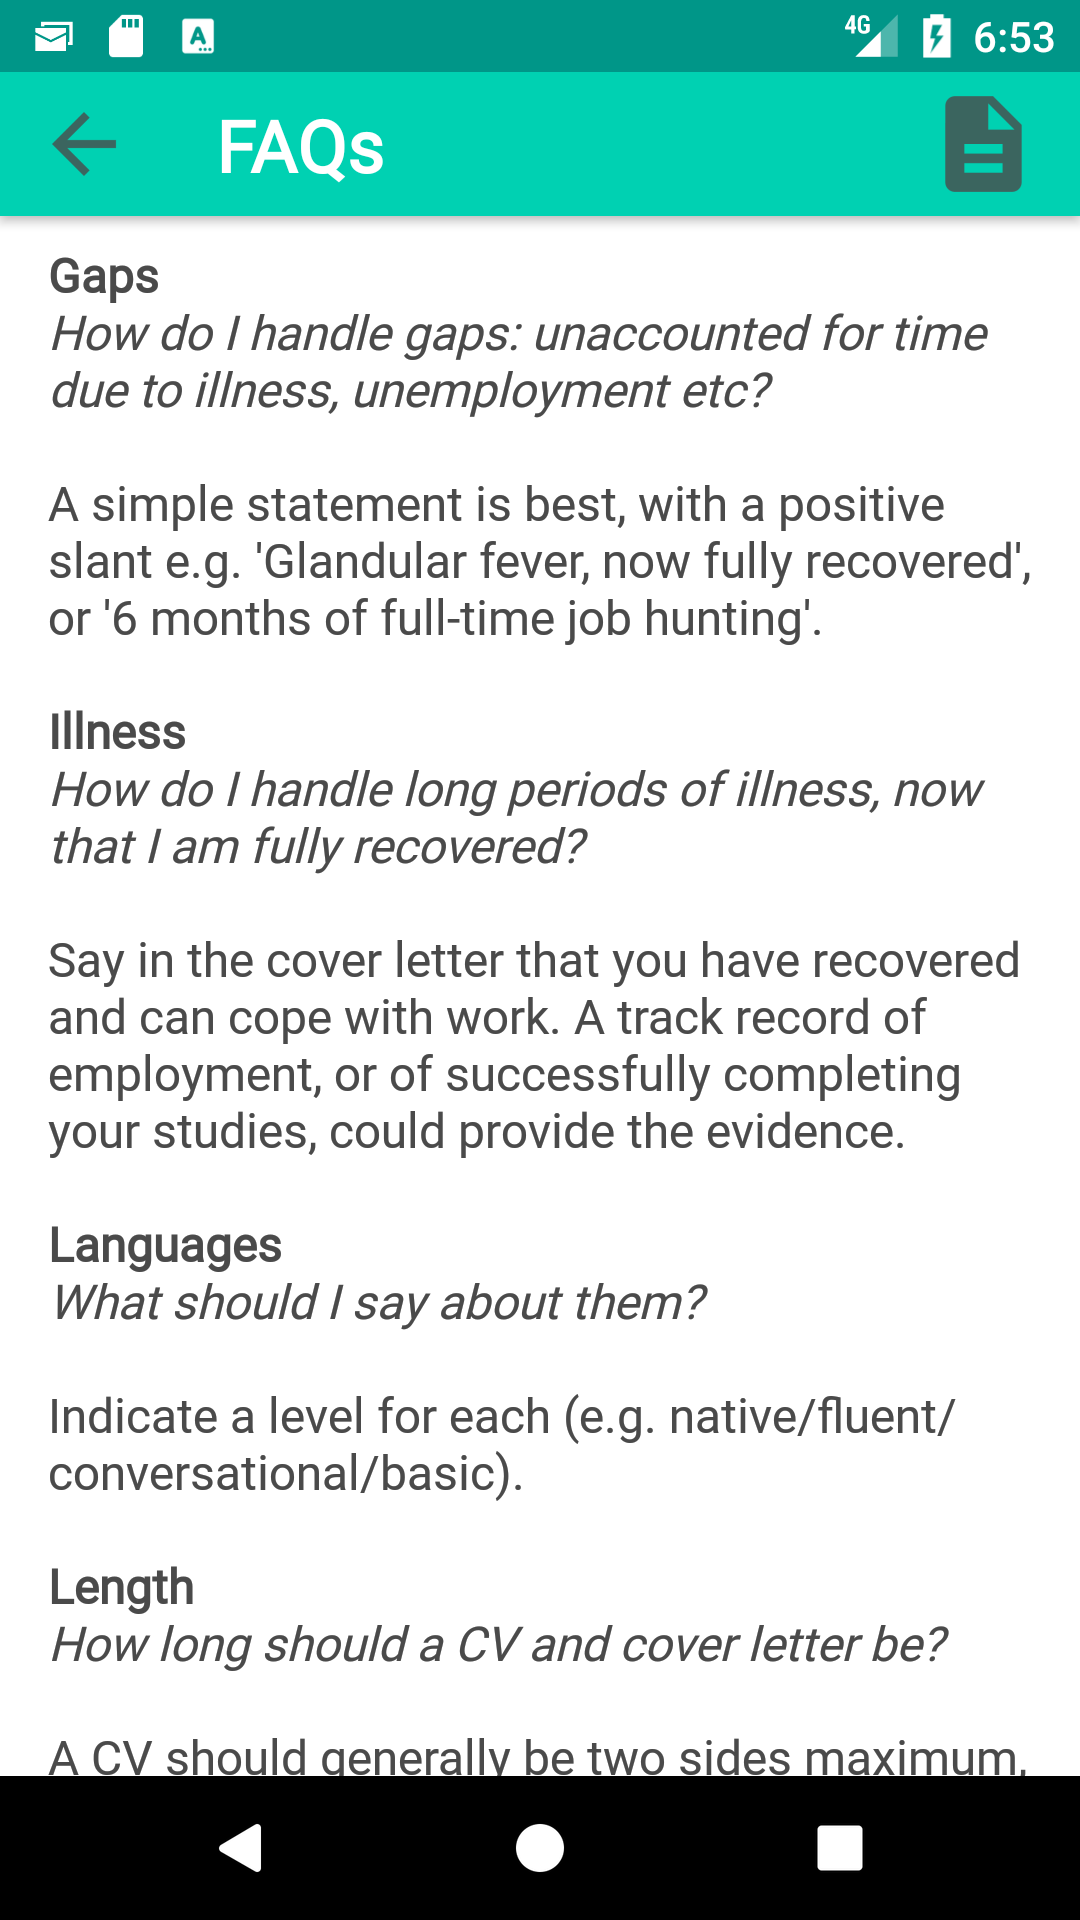 4G 6:53
FAQs
Gaps
How do I handle gaps: unaccounted for time
due to illness, unemployment etc?
A simple statement is best, with a positive
slant e.g. 'Glandular fever, now fully recovered',
or '6 months of full-time job hunting'.
Illness
How do I handle long periods of illness, now
that I am fully recovered?
Say in the cover letter that you have recovered
and can cope with work. A track record of
employment, or of successfully completing
your studies, could provide the evidence.
Languages
What should I say about them?
Indicate a level for each (e.g. native/fluent/
conversational/basic).
Length
How long should a CV and cover letter be?
A CV should generally be two sides maximum,